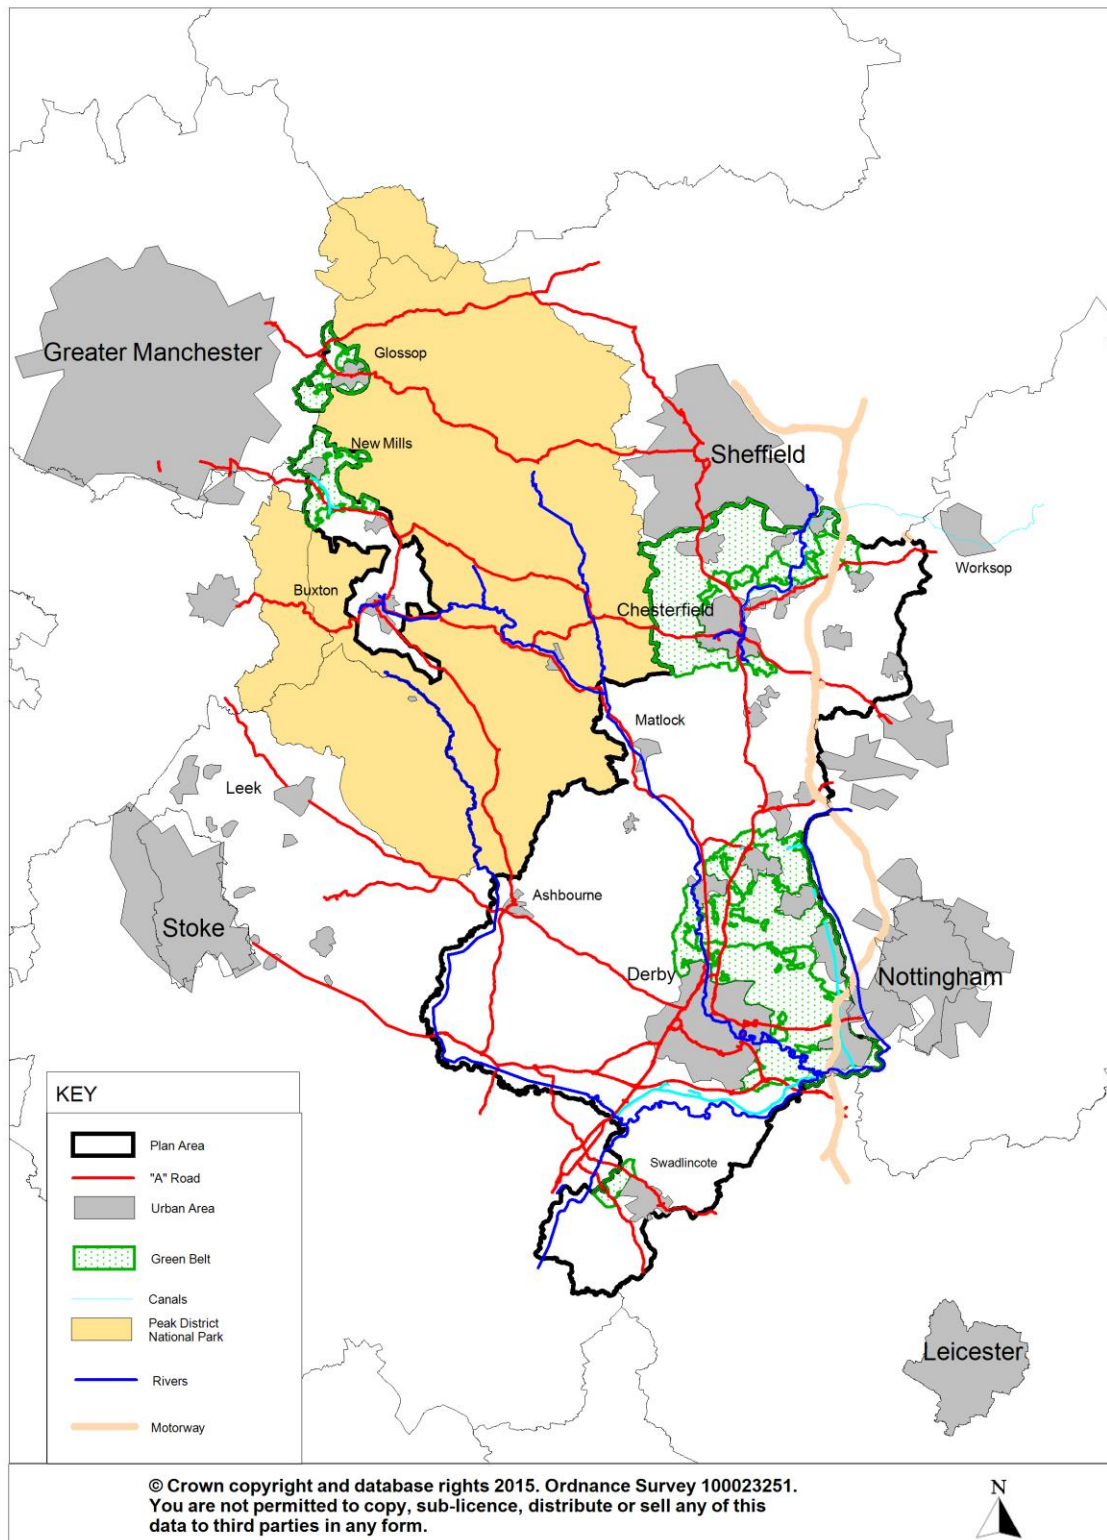 Greater Manchester
Glossop
New Mills
Sheffield
Worksop
Buxton
Chesterfield
Matlock
Leek
Ashbourne
Stoke
Derby
Nottingham
Swadlincote
Leicester
KEY
Plan Area
"A" Road
Urban Area
Green Belt
Canals
Peak District
National Park
Rivers
Motorway
© Crown copyright and database rights 2015. Ordnance Survey 100023251.
You are not permitted to copy, sub-licence, distribute or sell any of this
data to third parties in any form.
N